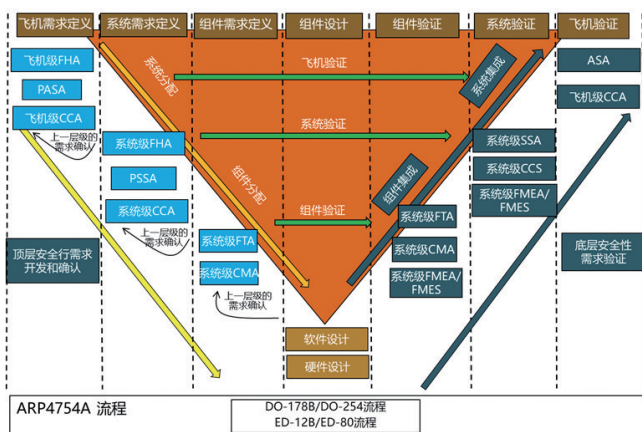 飞机需求定义
系统需求定义
组件需求定义
组件设计
组件验证
系统验证
飞机验证
飞机级FHA
PASA
飞机级CCA
上一层级的
需求确认
系统级FHA
PSSA
系统级CCA
上一层级的
需求确认
系统级FTA
系统级CMA
上一层级的
需求确认
顶层安全行需求
开发和确认
系统分配
组件分配
飞机验证
系统验证
组件验证
软件设计
硬件设计
组件集成
系统集成
系统级FTA
系统级CMA
系统级FMEA/
FMES
系统级SSA
系统级CCS
系统级FMEA/
FMES
ASA
飞机级CCA
底层安全性
需求验证
ARP4754A 流程
DO-178B/DO-254流程
ED-12B/ED-80流程